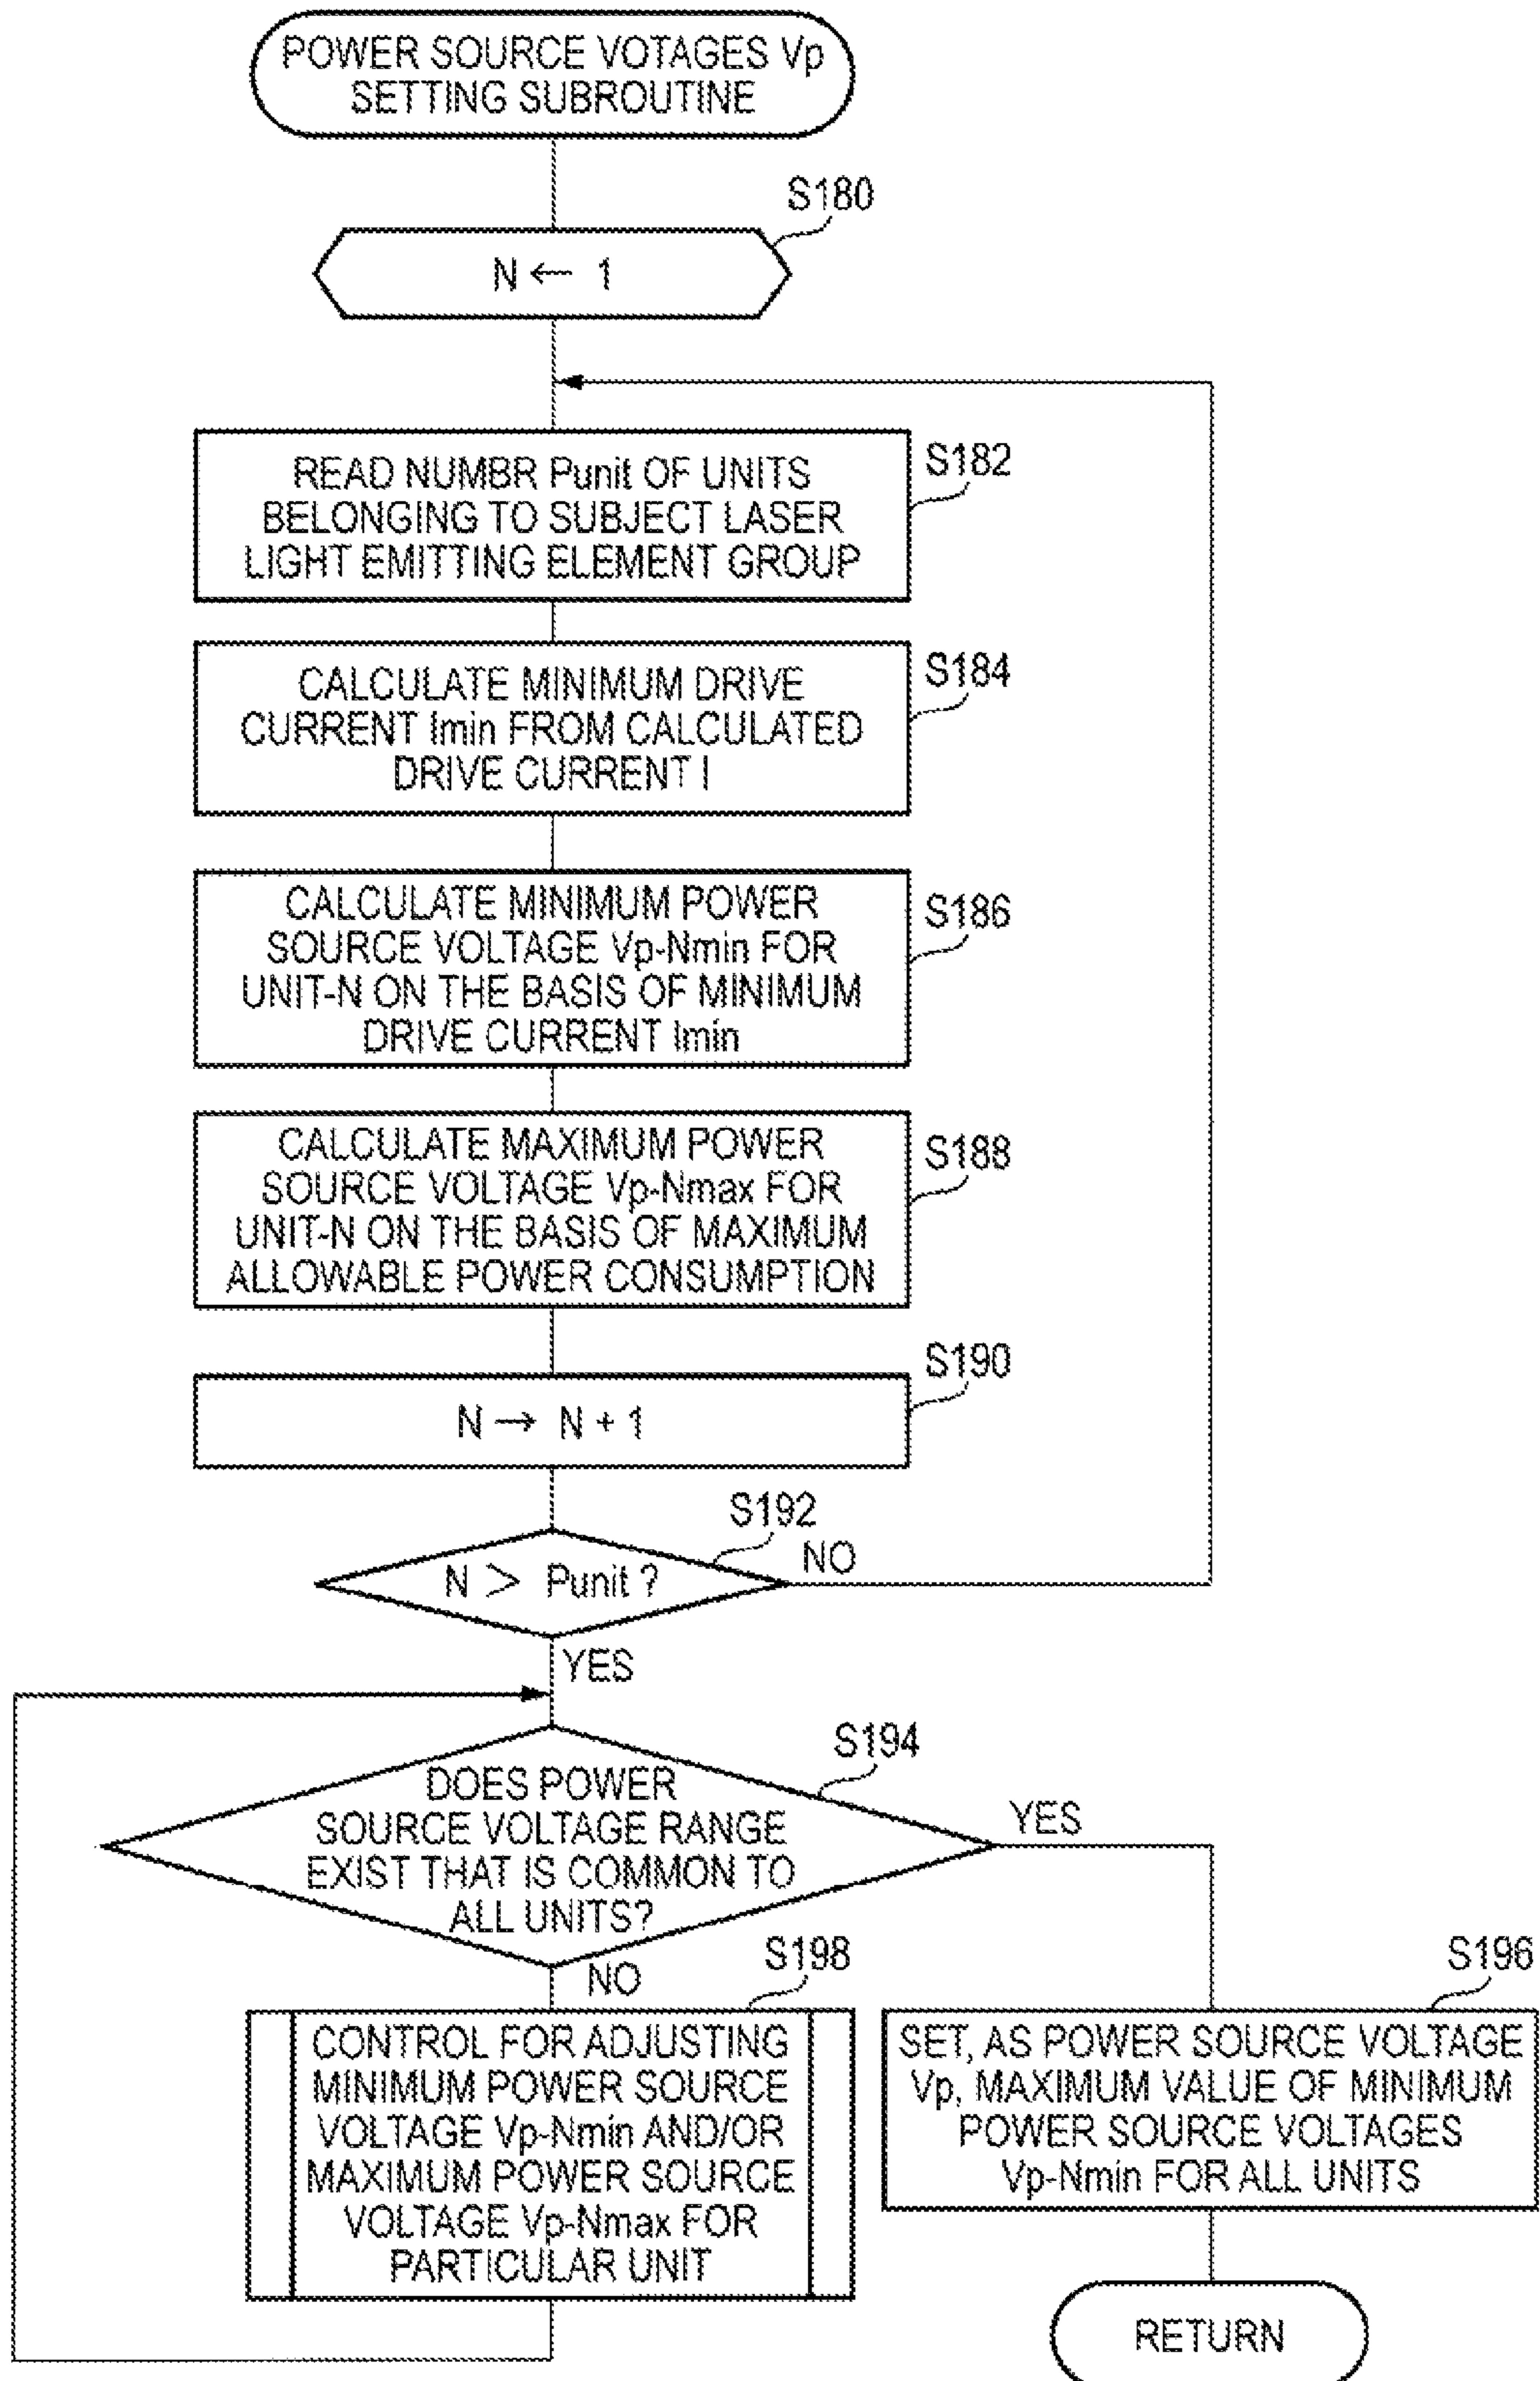 POWER SOURCE VOTAGES Vp
SETTING SUBROUTINE
S180
N ← 1
READ NUMBR Punit OF UNITS
BELONGING TO SUBJECT LASER
LIGHT EMITTING ELEMENT GROUP
S182
CALCULATE MINIMUM DRIVE
CURRENT Imin FROM CALCULATED
DRIVE CURRENT I
S184
CALCULATE MINIMUM POWER
SOURCE VOLTAGE Vp-Nmin FOR
UNIT-N ON THE BASIS OF MINIMUM
DRIVE CURRENT Imin
S186
CALCULATE MAXIMUM POWER
SOURCE VOLTAGE Vp-Nmax FOR
UNIT-N ON THE BASIS OF MAXIMUM
ALLOWABLE POWER CONSUMPTION
S188
S190
N → N + 1
S192
N > Punit ?
NO
YES
S194
DOES POWER
SOURCE VOLTAGE RANGE
EXIST THAT IS COMMON TO
ALL UNITS?
YES
NO
S198
CONTROL FOR ADJUSTING
MINIMUM POWER SOURCE
VOLTAGE Vp-Nmin AND/OR
MAXIMUM POWER SOURCE
VOLTAGE Vp-Nmax FOR
PARTICULAR UNIT
S196
SET, AS POWER SOURCE VOLTAGE
Vp, MAXIMUM VALUE OF MINIMUM
POWER SOURCE VOLTAGES
Vp-Nmin FOR ALL UNITS
RETURN